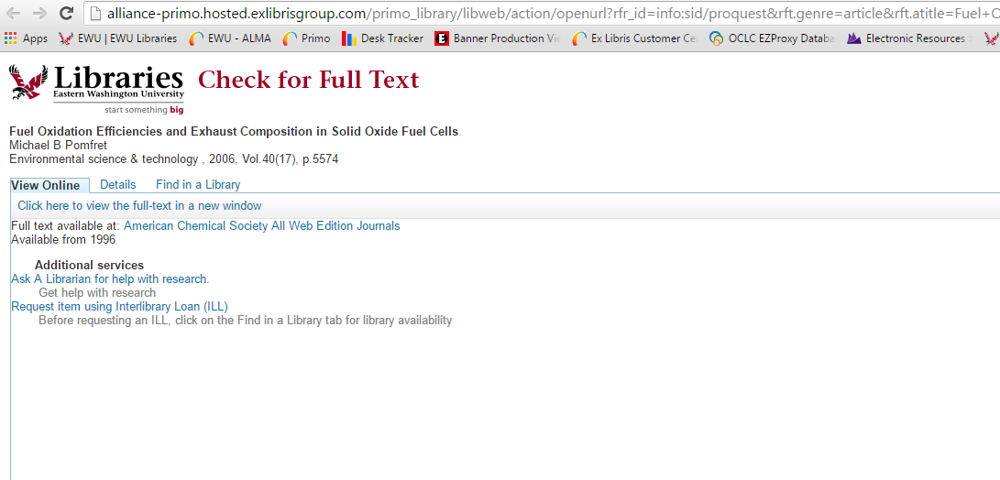 alliance-primo.hosted.exlibrisgroup.com/primo_library/libweb/action/openurl?rfr_id=info:sid/proquest&rft.genre=article&rft.atitle=Fuel+
Apps EWU | EWU Libraries EWU - ALMA Primo Desk Tracker Banner Production Ex Libris Customer OCLC EZProxy Electronic Resources
Libraries
Eastern Washington University
start something big
Check for Full Text
Fuel Oxidation Efficiencies and Exhaust Composition in Solid Oxide Fuel Cells
Michael B Pomfret
Environmental science & technology , 2006, Vol.40(17), p.5574
View Online Details Find in a Library
Click here to view the full-text in a new window
Full text available at: American Chemical Society All Web Edition Journals
Available from 1996
Additional services
Ask A Librarian for help with research.
Get help with research
Request item using Interlibrary Loan (ILL)
Before requesting an ILL, click on the Find in a Library tab for library availability